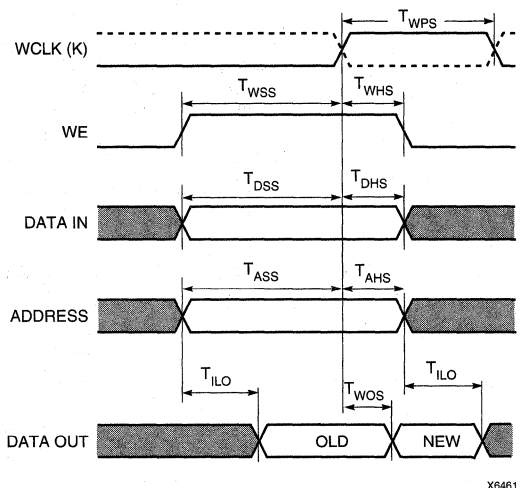 T_WPS
WCLK (K)
T_WSS T_WHS
WE
T_DSS T_DHS
DATA IN
T_ASS T_AHS
ADDRESS
T_ILO T_WOS T_ILO
DATA OUT OLD NEW
X6461